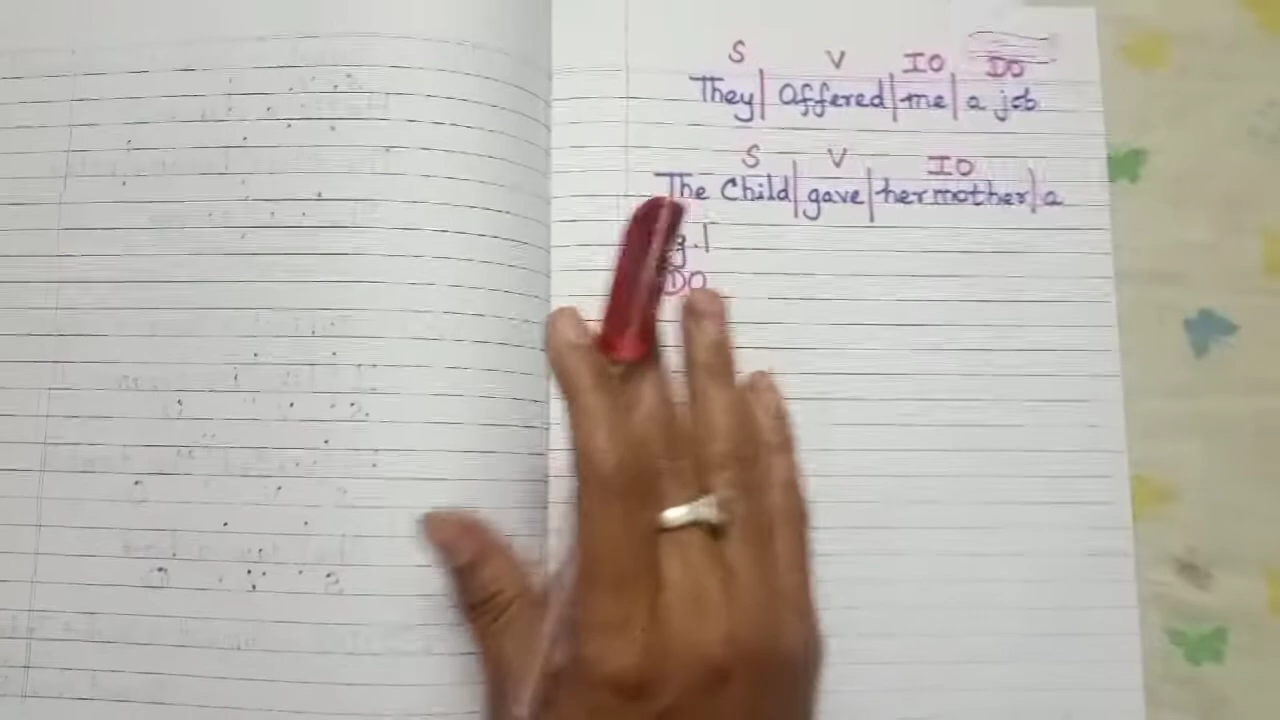 S V IO DO
They| Offered| me| a job
S V IO
The Child| gave| her mother| a
DO